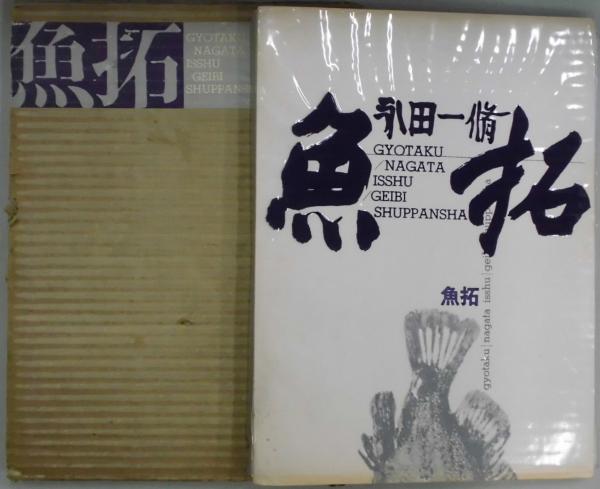 魚拓
GYOTAKU
/NAGATA
ISSHU
/GEIBI
SHUPPANSHA
永田一脩
魚拓
GYOTAKU
/NAGATA
ISSHU
/GEIBI
SHUPPANSHA
魚拓
gyotaku|nagata isshu|geibi shuppansha